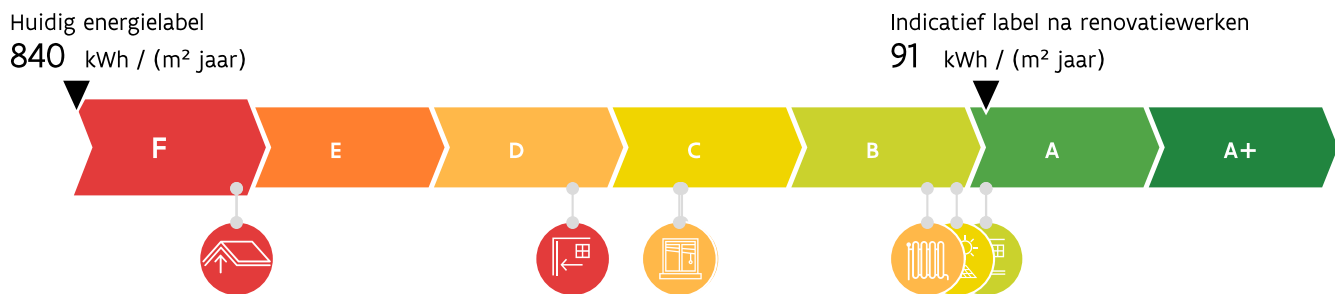 Huidig energielabel
840 kWh / (m² jaar)
Indicatief label na renovatiewerken
91 kWh / (m² jaar)
F E D C B A A+